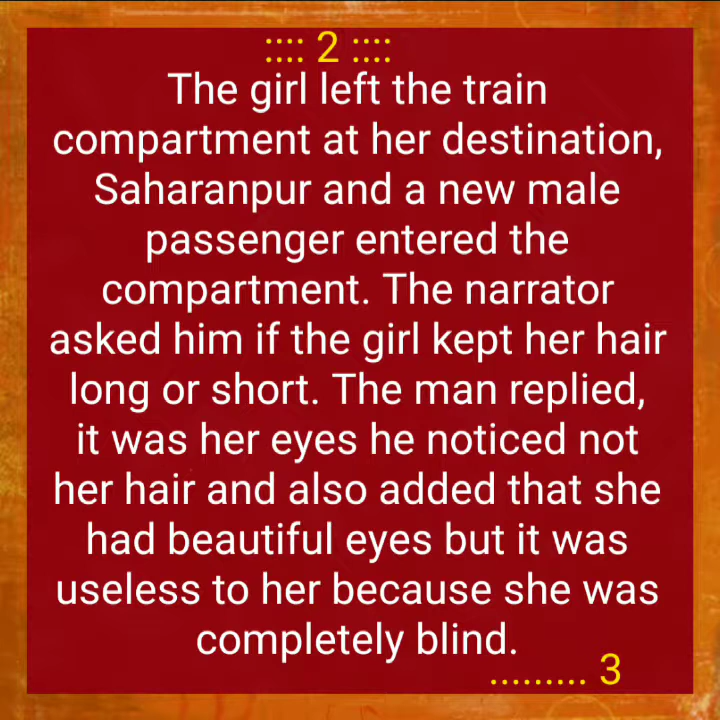 :::: 2 ::::
The girl left the train
compartment at her destination,
Saharanpur and a new male
passenger entered the
compartment. The narrator
asked him if the girl kept her hair
long or short. The man replied,
it was her eyes he noticed not
her hair and also added that she
had beautiful eyes but it was
useless to her because she was
completely blind.
......... 3